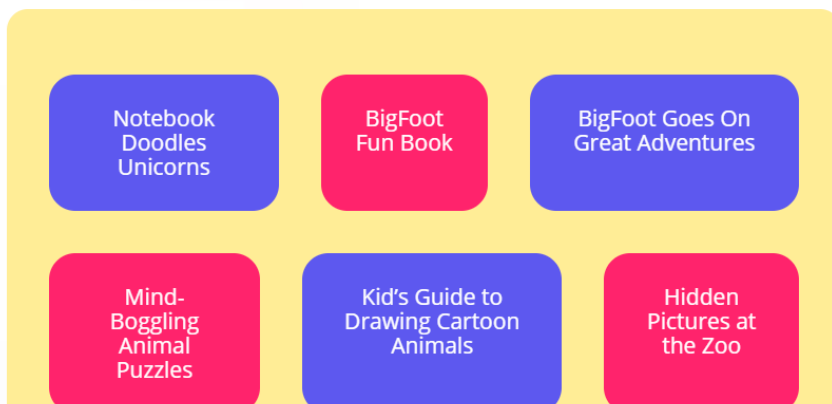 Notebook
Doodles
Unicorns
BigFoot
Fun Book
BigFoot Goes On
Great Adventures
Mind-
Boggling
Animal
Puzzles
Kid’s Guide to
Drawing Cartoon
Animals
Hidden
Pictures at
the Zoo